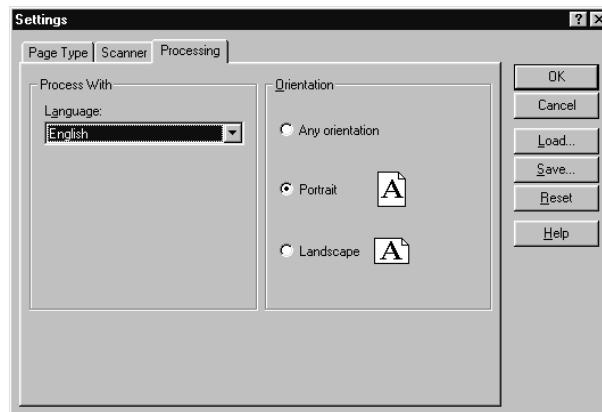 Settings
Page Type Scanner Processing
Process With
Language:
English
Orientation
Any orientation
Portrait
A
Landscape
A
OK
Cancel
Load...
Save...
Reset
Help